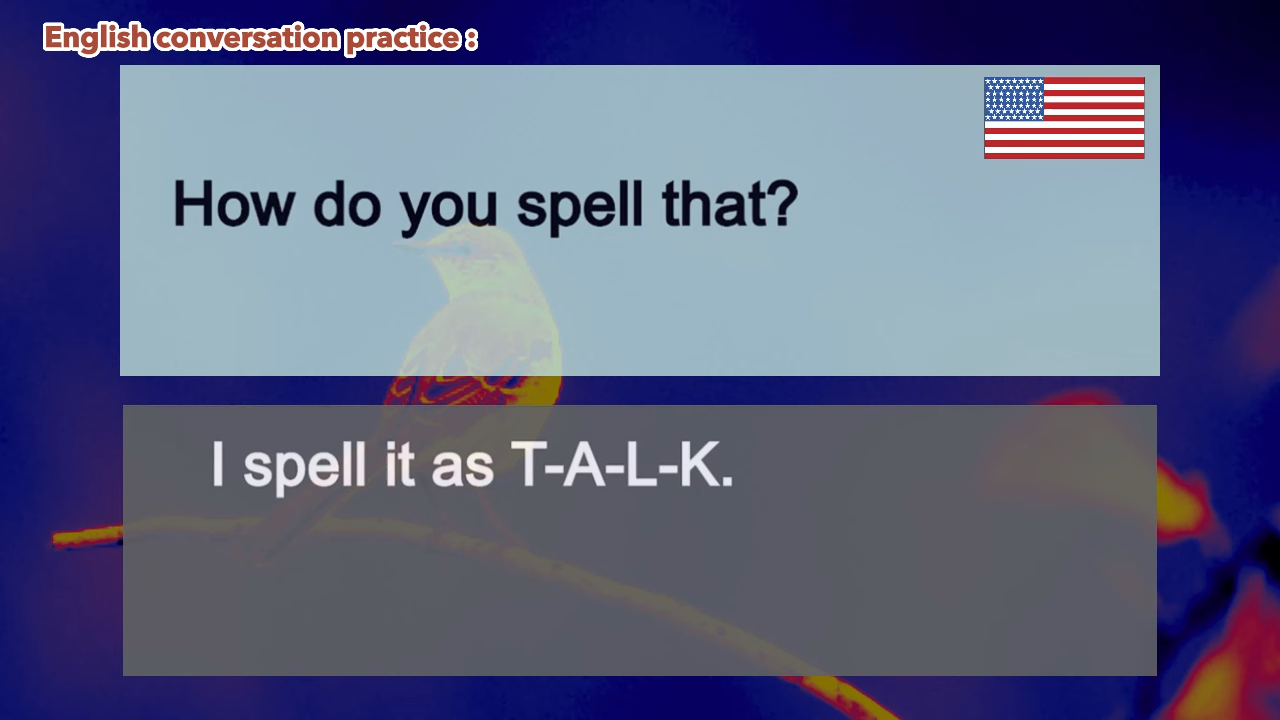 English conversation practice :
How do you spell that?
I spell it as T-A-L-K.